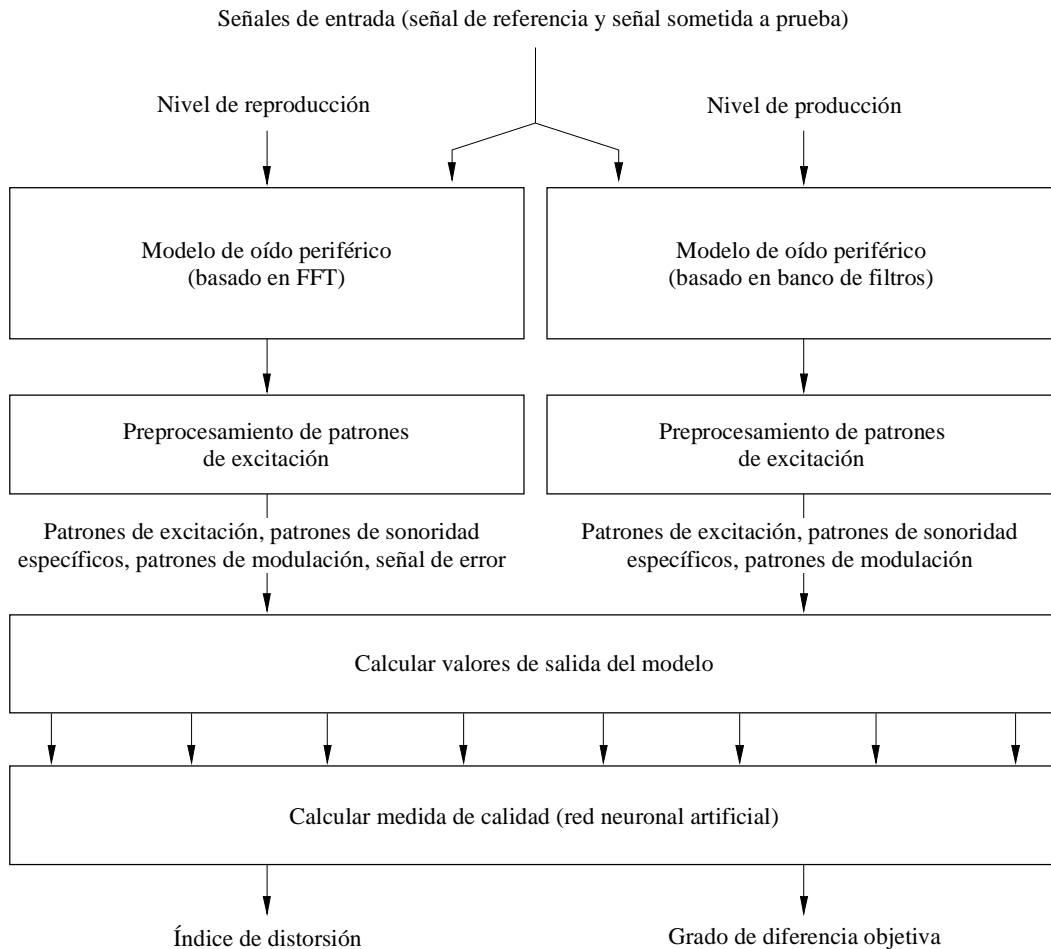 Señales de entrada (señal de referencia y señal sometida a prueba)
Nivel de reproducción
Nivel de producción
Modelo de oído periférico
(basado en FFT)
Modelo de oído periférico
(basado en banco de filtros)
Preprocesamiento de patrones
de excitación
Preprocesamiento de patrones
de excitación
Patrones de excitación, patrones de sonoridad
específicos, patrones de modulación, señal de error
Patrones de excitación, patrones de sonoridad
específicos, patrones de modulación
Calcular valores de salida del modelo
Calcular medida de calidad (red neuronal artificial)
Índice de distorsión
Grado de diferencia objetiva